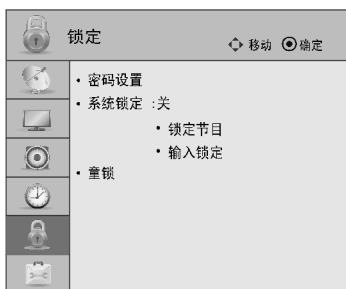 锁定 移动 确定
· 密码设置
· 系统锁定 :关
· 锁定节目
· 输入锁定
· 童锁